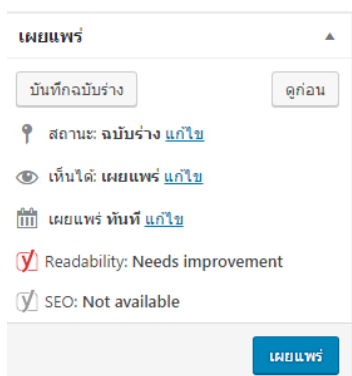 เผยแพร่
บันทึกฉบับร่าง ดูก่อน
สถานะ: ฉบับร่าง แก้ไข
เห็นได้: เผยแพร่ แก้ไข
เผยแพร่ ทันที แก้ไข
Readability: Needs improvement
SEO: Not available
เผยแพร่